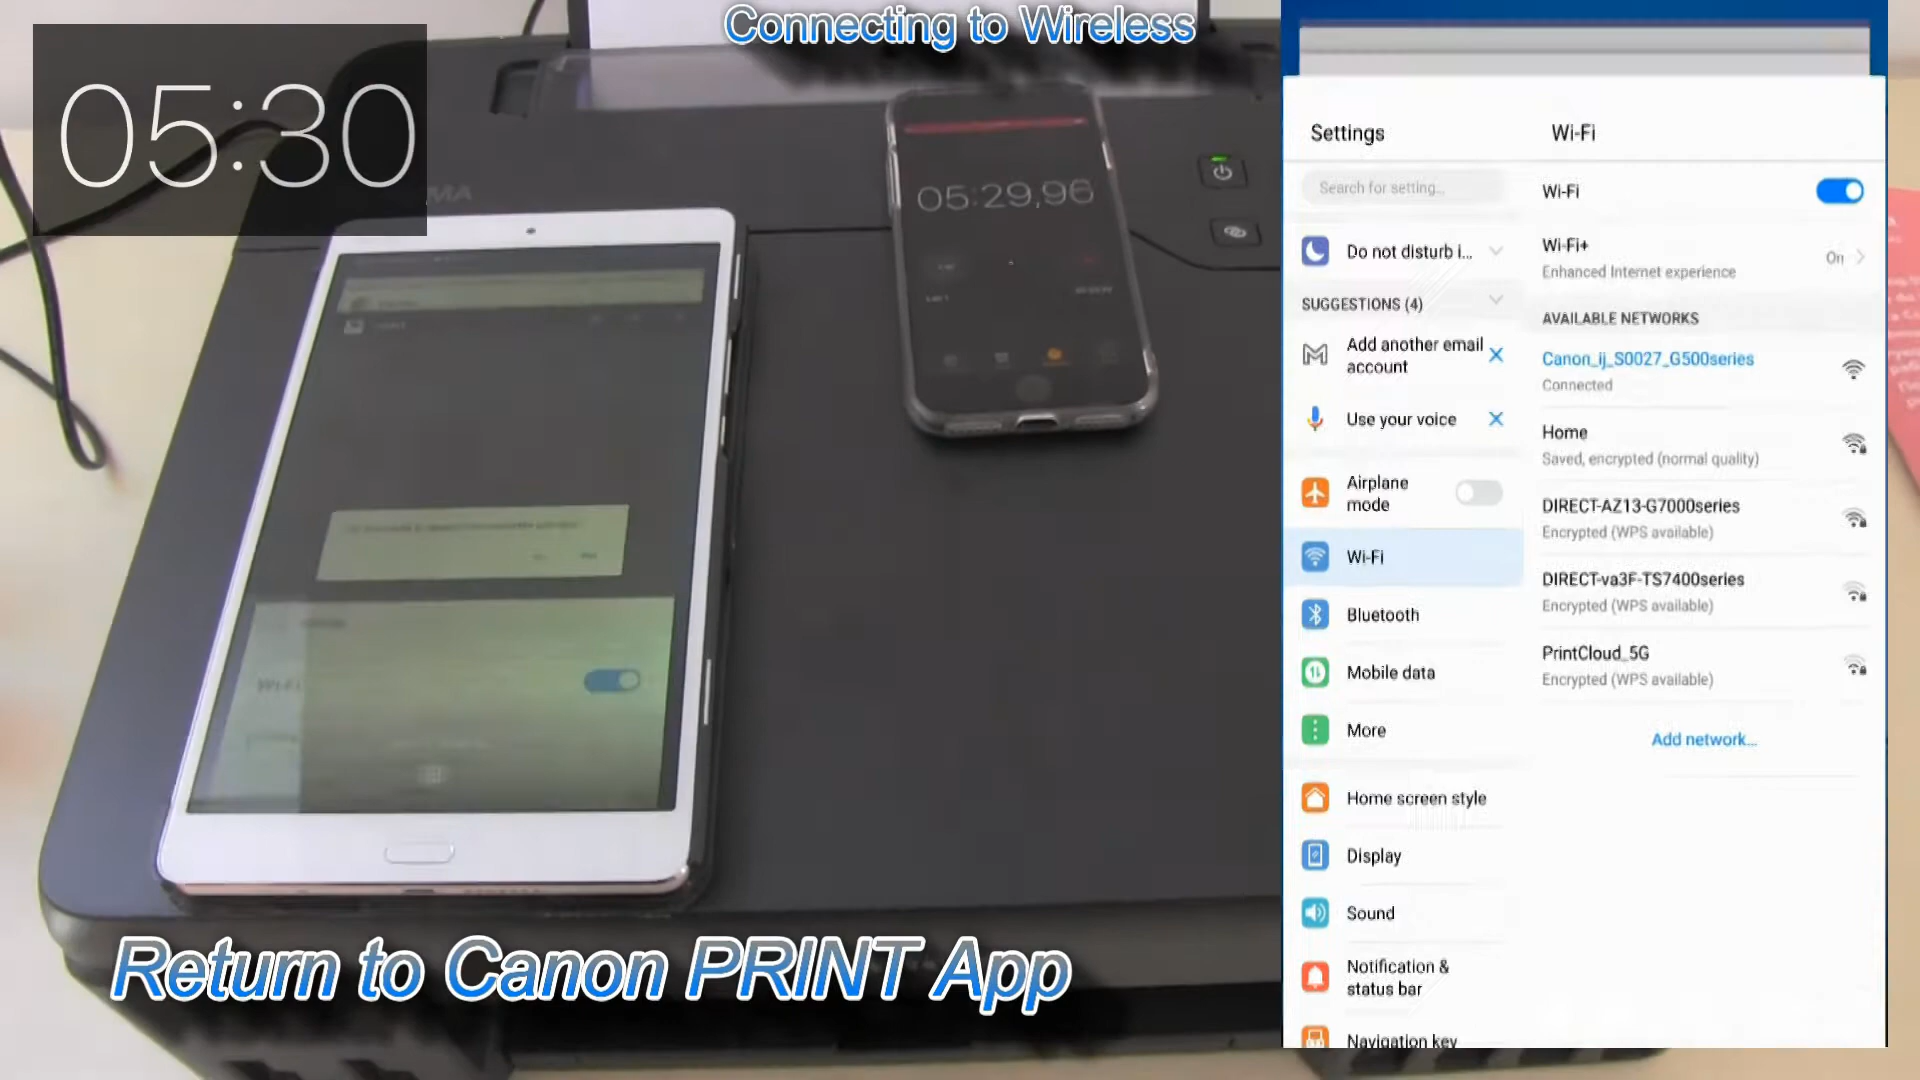 Connecting to Wireless
05:30
MA
05:29,96
Return to Canon PRINT App
Settings
Wi-Fi
Search for setting...
Wi-Fi
Do not disturb i...
Wi-Fi+
Enhanced Internet experience
On
SUGGESTIONS (4)
AVAILABLE NETWORKS
Add another email
account
Canon_ij_S0027_G500series
Connected
Use your voice
Home
Saved, encrypted (normal quality)
Airplane
mode
DIRECT-AZ13-G7000series
Encrypted (WPS available)
Wi-Fi
DIRECT-va3F-TS7400series
Encrypted (WPS available)
Bluetooth
PrintCloud_5G
Encrypted (WPS available)
Mobile data
More
Add network...
Home screen style
Display
Sound
Notification &
status bar
Navigation key